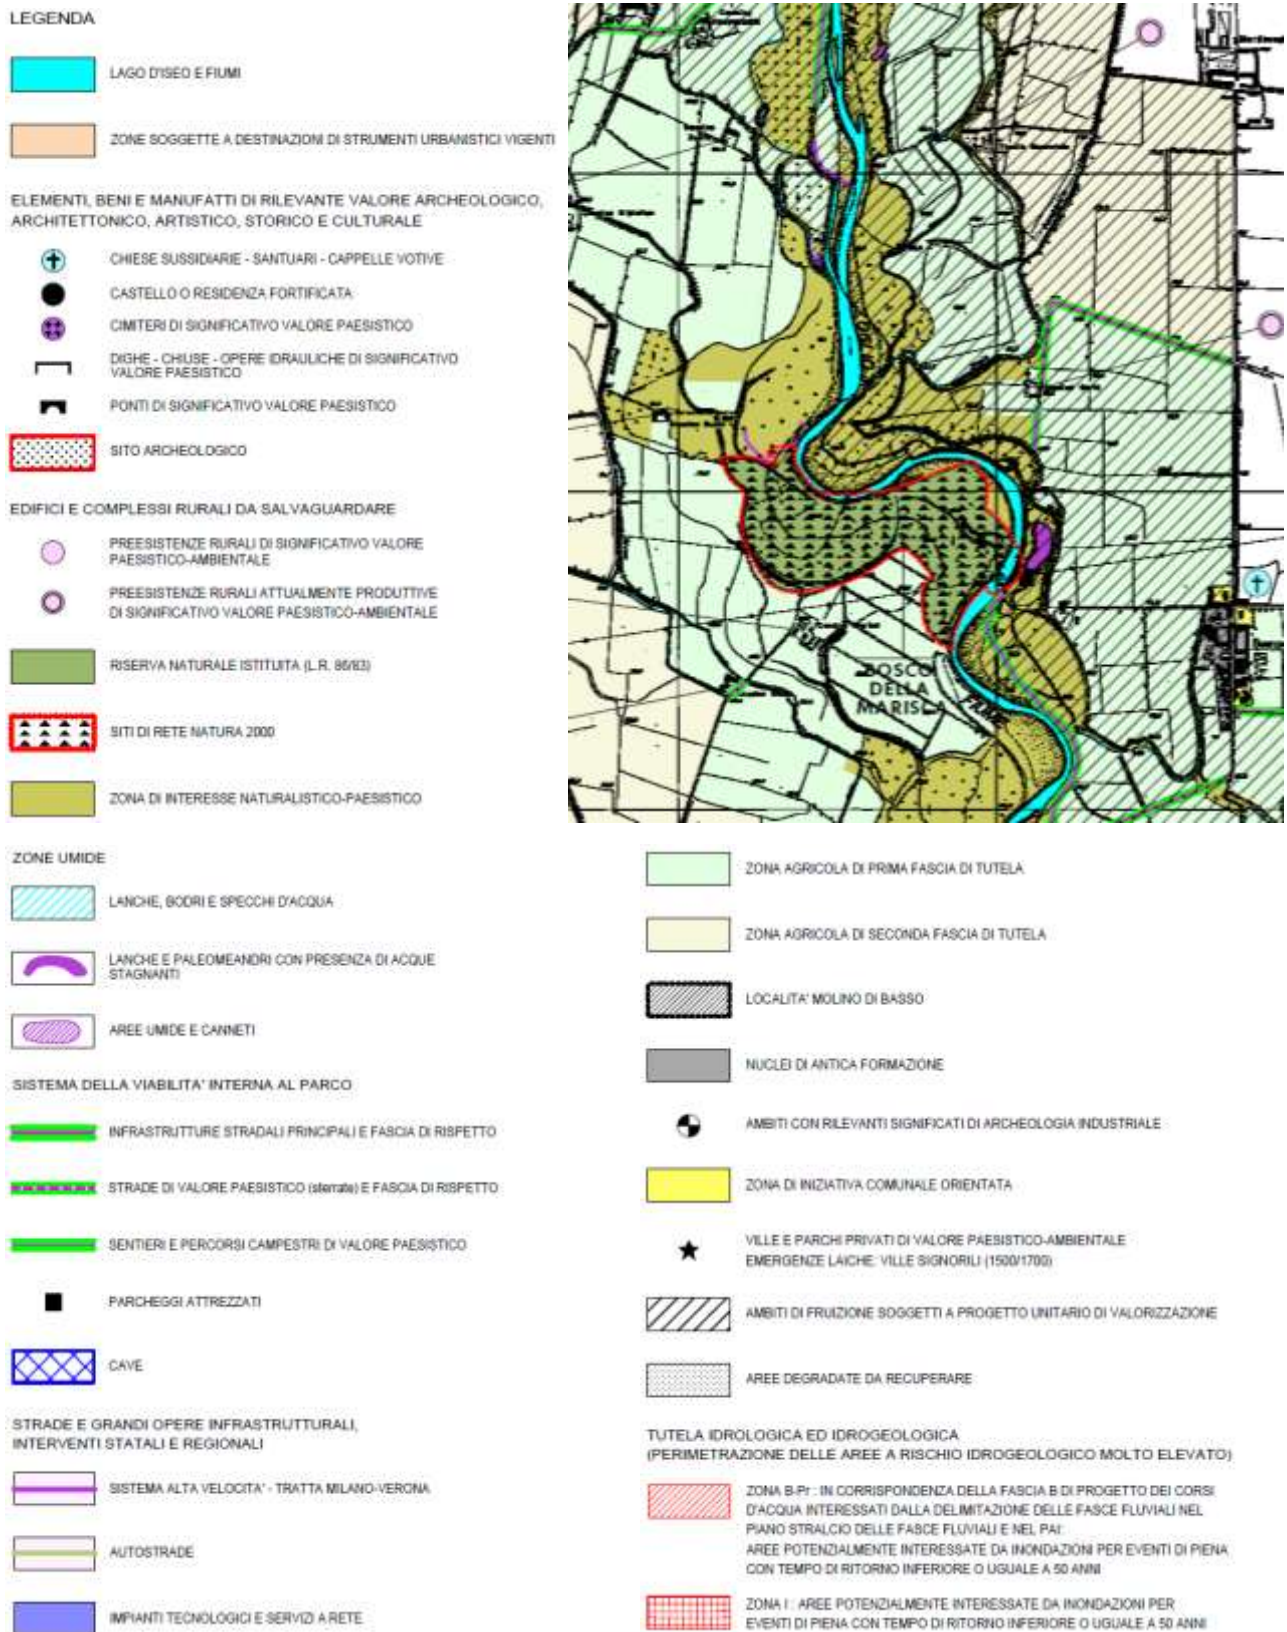 LEGENDA
LAGO D'ISEO E FIUMI
ZONE SOGGETTE A DESTINAZIONI DI STRUMENTI URBANISTICI VIGENTI
ELEMENTI, BENI E MANUFATTI DI RILEVANTE VALORE ARCHEOLOGICO,
ARCHITETTONICO, ARTISTICO, STORICO E CULTURALE
CHIESE SUSSIDIARIE - SANTUARI - CAPPELLE VOTIVE
CASTELLO O RESIDENZA FORTIFICATA
CIMITERI DI SIGNIFICATIVO VALORE PAESISTICO
DIGHE - CHIUSE - OPERE IDRAULICHE DI SIGNIFICATIVO
VALORE PAESISTICO
PONTI DI SIGNIFICATIVO VALORE PAESISTICO
SITO ARCHEOLOGICO
EDIFICI E COMPLESSI RURALI DA SALVAGUARDARE
PREESISTENZE RURALI DI SIGNIFICATIVO VALORE
PAESISTICO-AMBIENTALE
PREESISTENZE RURALI ATTUALMENTE PRODUTTIVE
DI SIGNIFICATIVO VALORE PAESISTICO-AMBIENTALE
RISERVA NATURALE ISTITUITA (L.R. 86/83)
SITI DI RETE NATURA 2000
ZONA DI INTERESSE NATURALISTICO-PAESISTICO
BOSCO
DELLA
MARISCA
ZONE UMIDE
LANCHE, BODRI E SPECCHI D'ACQUA
LANCHE E PALEOMEANDRI CON PRESENZA DI ACQUE
STAGNANTI
AREE UMIDE E CANNETI
SISTEMA DELLA VIABILITA' INTERNA AL PARCO
INFRASTRUTTURE STRADALI PRINCIPALI E FASCIA DI RISPETTO
STRADE DI VALORE PAESISTICO (sterrate) E FASCIA DI RISPETTO
SENTIERI E PERCORSI CAMPESTRI DI VALORE PAESISTICO
PARCHEGGI ATTREZZATI
CAVE
STRADE E GRANDI OPERE INFRASTRUTTURALI,
INTERVENTI STATALI E REGIONALI
SISTEMA ALTA VELOCITA' - TRATTA MILANO-VERONA
AUTOSTRADE
IMPIANTI TECNOLOGICI E SERVIZI A RETE
ZONA AGRICOLA DI PRIMA FASCIA DI TUTELA
ZONA AGRICOLA DI SECONDA FASCIA DI TUTELA
LOCALITA' MOLINO DI BASSO
NUCLEI DI ANTICA FORMAZIONE
AMBITI CON RILEVANTI SIGNIFICATI DI ARCHEOLOGIA INDUSTRIALE
ZONA DI INIZIATIVA COMUNALE ORIENTATA
VILLE E PARCHI PRIVATI DI VALORE PAESISTICO-AMBIENTALE
EMERGENZE LAICHE: VILLE SIGNORILI (1500/1700)
AMBITI DI FRUIZIONE SOGGETTI A PROGETTO UNITARIO DI VALORIZZAZIONE
AREE DEGRADATE DA RECUPERARE
TUTELA IDROLOGICA ED IDROGEOLOGICA
(PERIMETRAZIONE DELLE AREE A RISCHIO IDROGEOLOGICO MOLTO ELEVATO)
ZONA B-Pr : IN CORRISPONDENZA DELLA FASCIA B DI PROGETTO DEI CORSI
D'ACQUA INTERESSATI DALLA DELIMITAZIONE DELLE FASCE FLUVIALI NEL
PIANO STRALCIO DELLE FASCE FLUVIALI E NEL PAI:
AREE POTENZIALMENTE INTERESSATE DA INONDAZIONI PER EVENTI DI PIENA
CON TEMPO DI RITORNO INFERIORE O UGUALE A 50 ANNI
ZONA I : AREE POTENZIALMENTE INTERESSATE DA INONDAZIONI PER
EVENTI DI PIENA CON TEMPO DI RITORNO INFERIORE O UGUALE A 50 ANNI